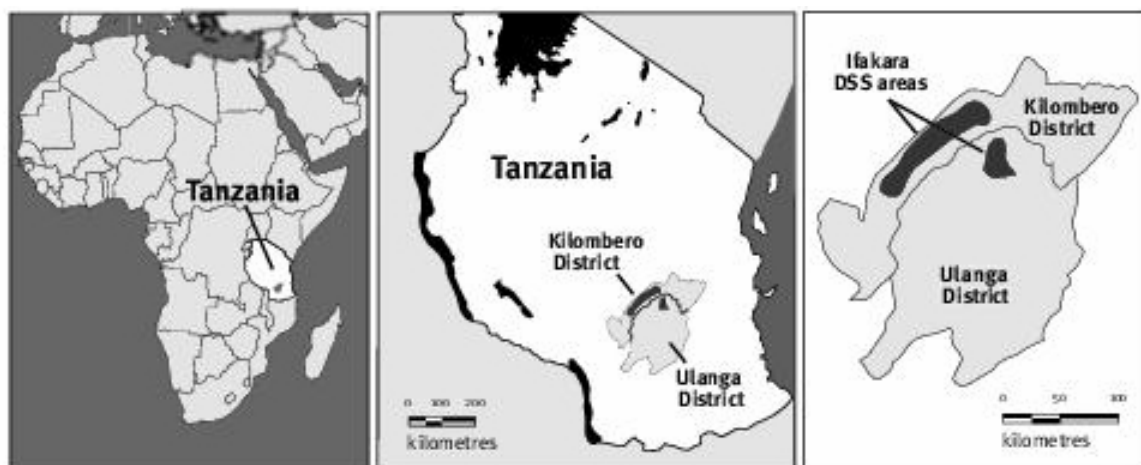 Tanzania
Tanzania
Kilombero
District
Ulanga
District
0 100 200
kilometres
Ifakara
DSS areas
Kilombero
District
Ulanga
District
0 50 100
kilometres